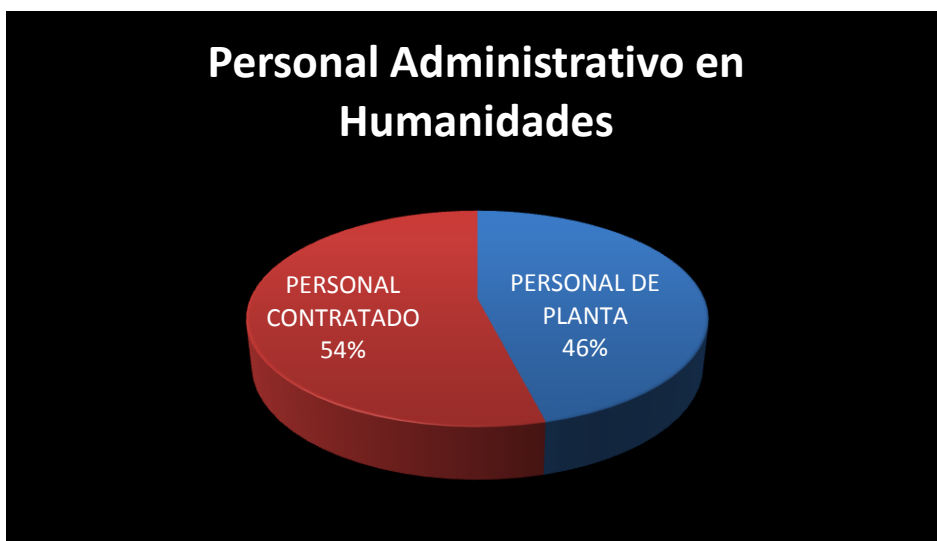 Personal Administrativo en
Humanidades
PERSONAL
CONTRATADO
54%
PERSONAL DE
PLANTA
46%